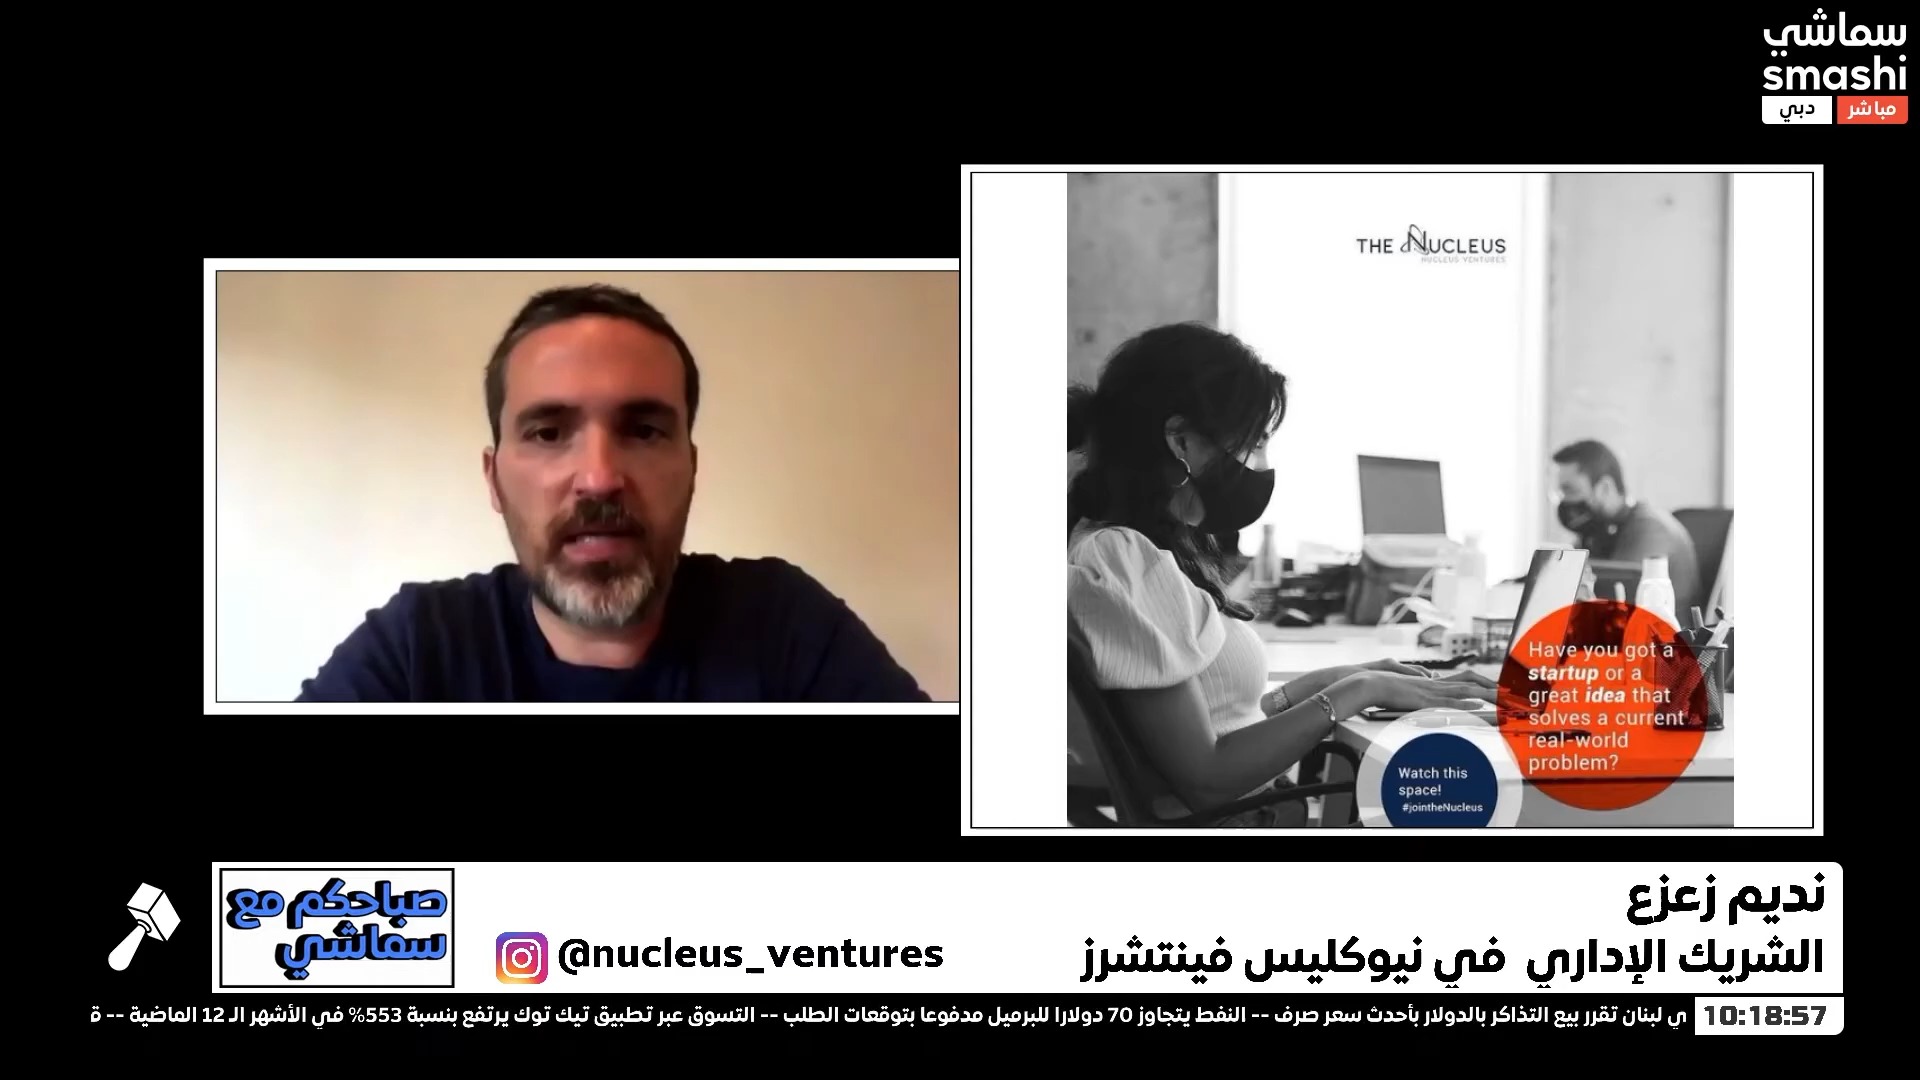 سماشي
smashi
مباشر
دبي
THE NUCLEUS
NUCLEUS VENTURES
Have you got a
startup or a
great idea that
solves a current
real-world
problem?
Watch this
space!
#jointheNucleus
نديم زعزع
الشريك الإداري في نيوكليس فينتشرز
@nucleus_ventures
صباحكم مع
سماشي
10:18:57
ي لبنان تقرر بيع التذاكر بالدولار بأحدث سعر صرف -- النفط يتجاوز 70 دولارا للبرميل مدفوعا بتوقعات الطلب -- التسوق عبر تطبيق تيك توك يرتفع بنسبة 553% في الأشهر الـ 12 الماضية -- ق